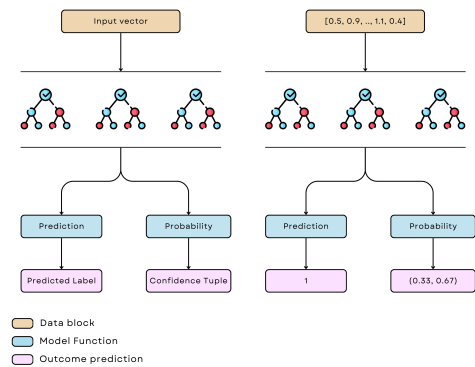 Input vector
[0.5, 0.9, .., 1.1, 0.4]
Prediction
Probability
Prediction
Probability
Predicted Label
Confidence Tuple
1
(0.33, 0.67)
Data block
Model Function
Outcome prediction